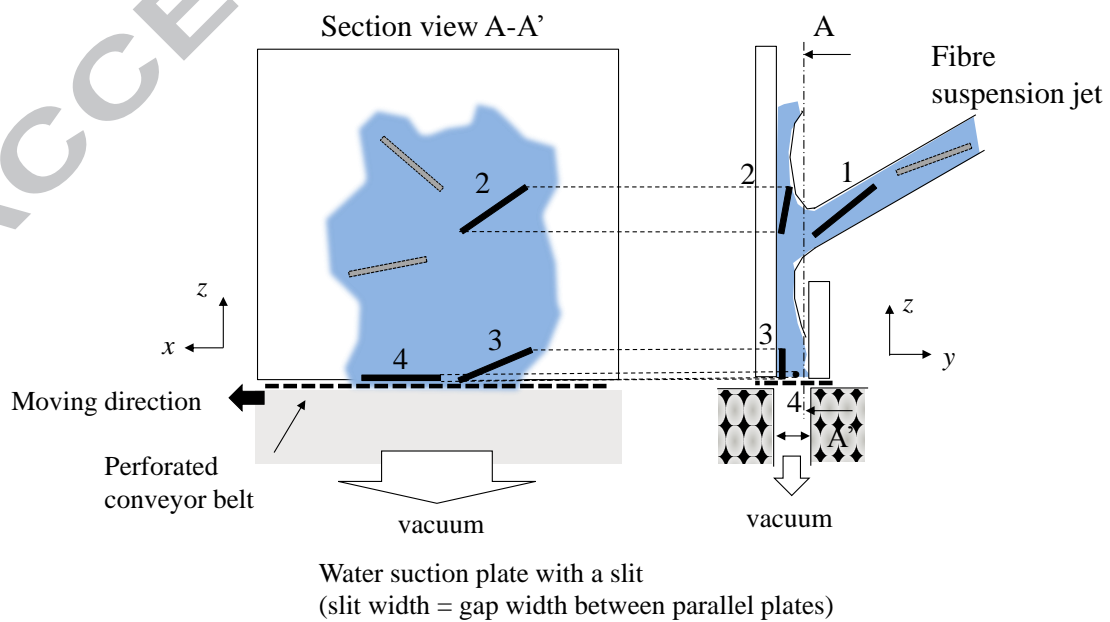 ACCE
Section view A-A’
A
Fibre
suspension jet
2
2
1
z
x
3
4
3
z
y
4
A’
Moving direction
Perforated
conveyor belt
vacuum
vacuum
Water suction plate with a slit
(slit width = gap width between parallel plates)